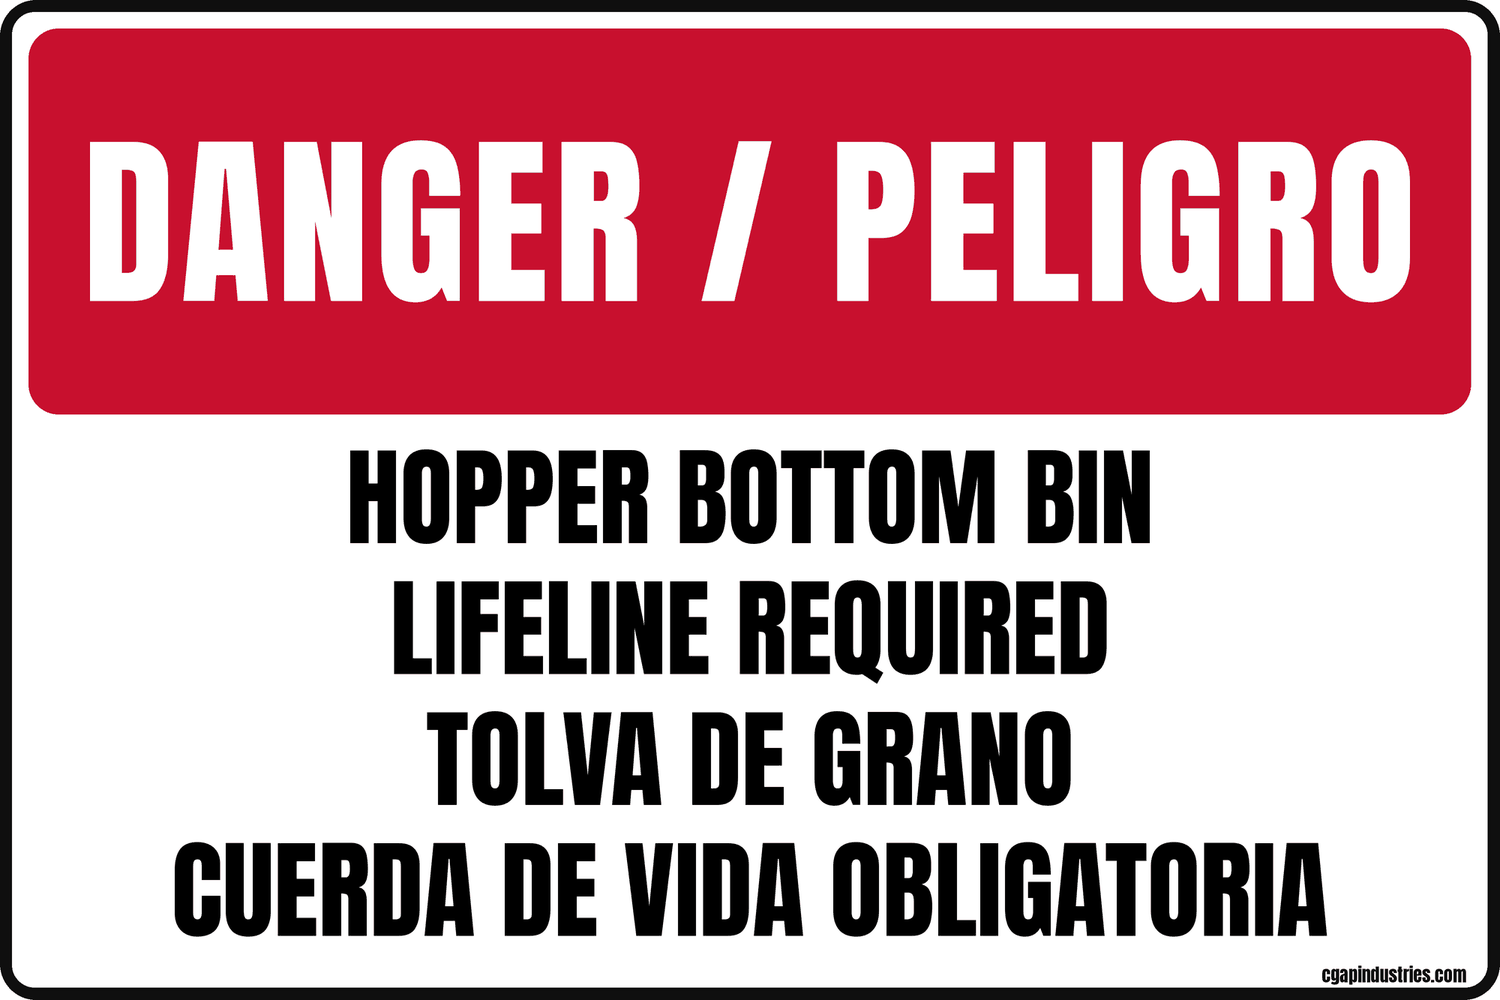 DANGER / PELIGRO
HOPPER BOTTOM BIN
LIFELINE REQUIRED
TOLVA DE GRANO
CUERDA DE VIDA OBLIGATORIA
cgapindustries.com